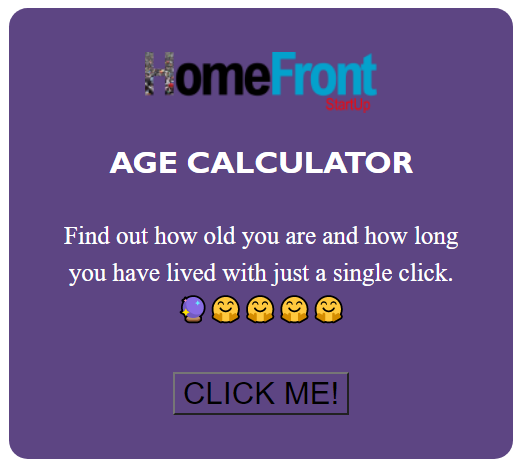 HomeFront
StartUp
AGE CALCULATOR
Find out how old you are and how long
you have lived with just a single click.
🔮🤗🤗🤗🤗
CLICK ME!